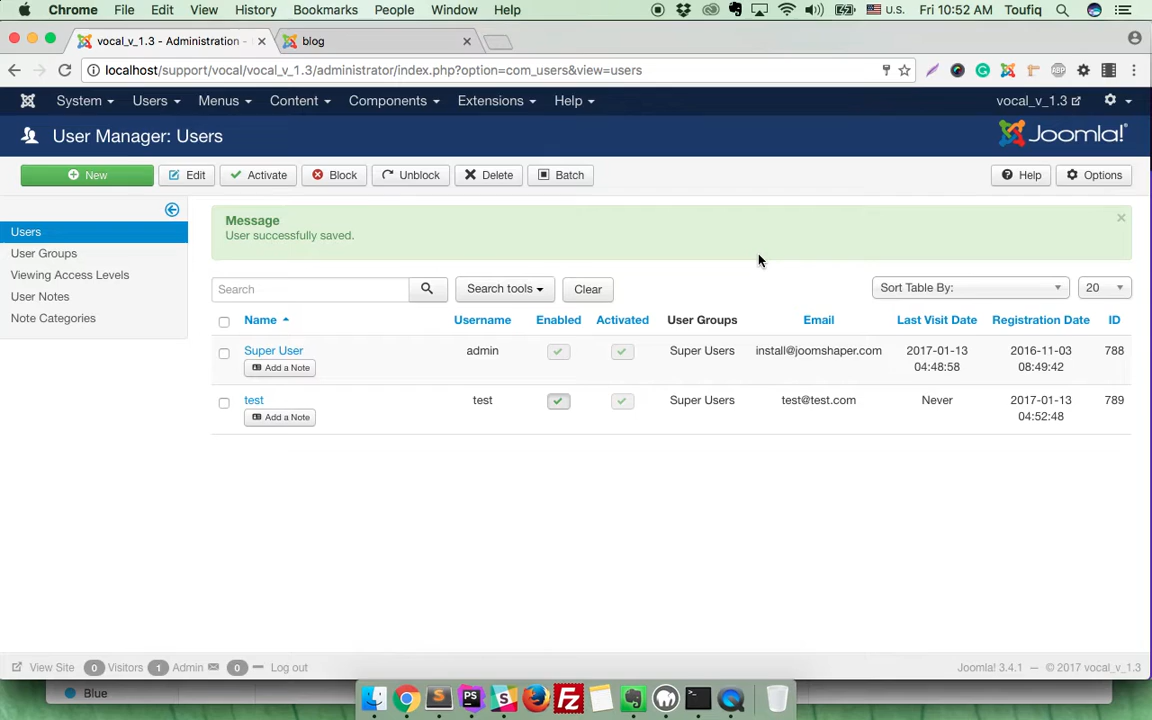 Chrome File Edit View History Bookmarks People Window Help U.S. Fri 10:52 AM Toufiq
vocal_v_1.3 - Administration - blog
localhost/support/vocal/vocal_v_1.3/administrator/index.php?option=com_users&view=users ABP
System Users Menus Content Components Extensions Help vocal_v_1.3
User Manager: Users Joomla!
New Edit Activate Block Unblock Delete Batch Help Options
Users
User Groups
Viewing Access Levels
User Notes
Note Categories
Message
User successfully saved.
Search Search tools Clear Sort Table By: 20
Name Username Enabled Activated User Groups Email Last Visit Date Registration Date ID
Super User admin Super Users install@joomshaper.com 2017-01-13 2016-11-03 788
Add a Note 04:48:58 08:49:42
test test Super Users test@test.com Never 2017-01-13 789
Add a Note 04:52:48
View Site 0 Visitors 1 Admin 0 Log out Joomla! 3.4.1 — © 2017 vocal_v_1.3
Blue